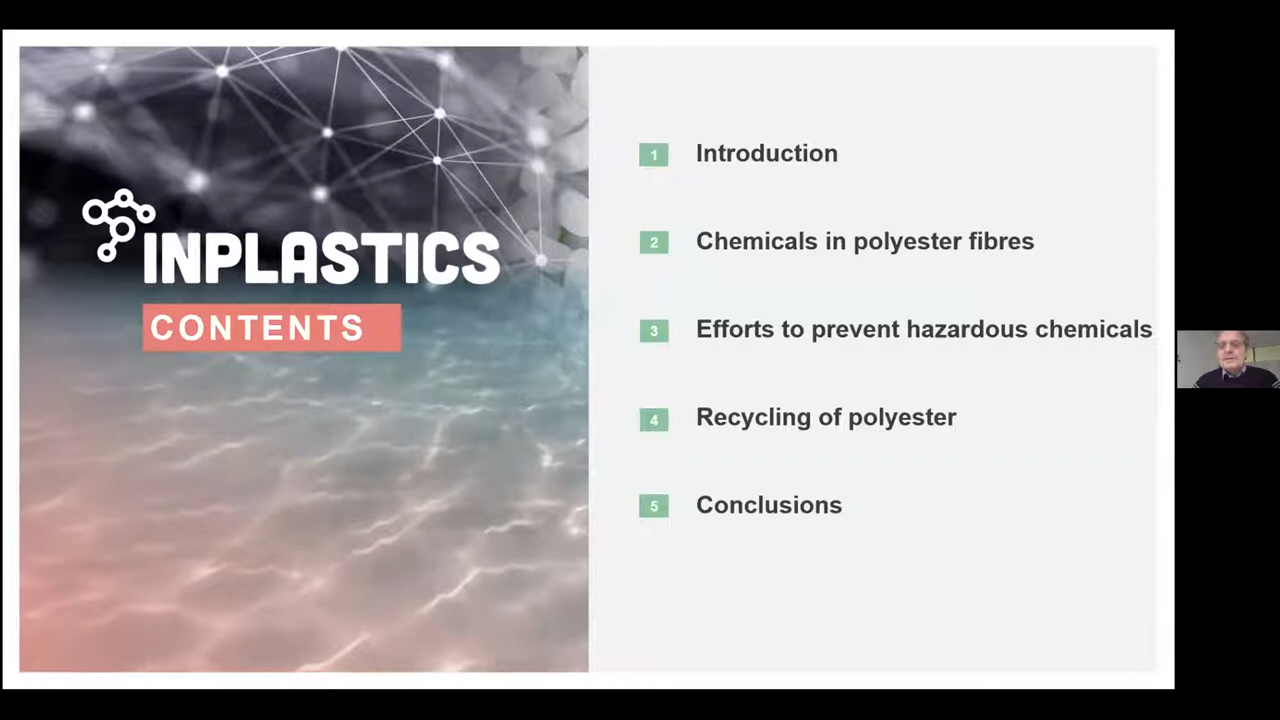 INPLASTICS
CONTENTS
1 Introduction
2 Chemicals in polyester fibres
3 Efforts to prevent hazardous chemicals
4 Recycling of polyester
5 Conclusions